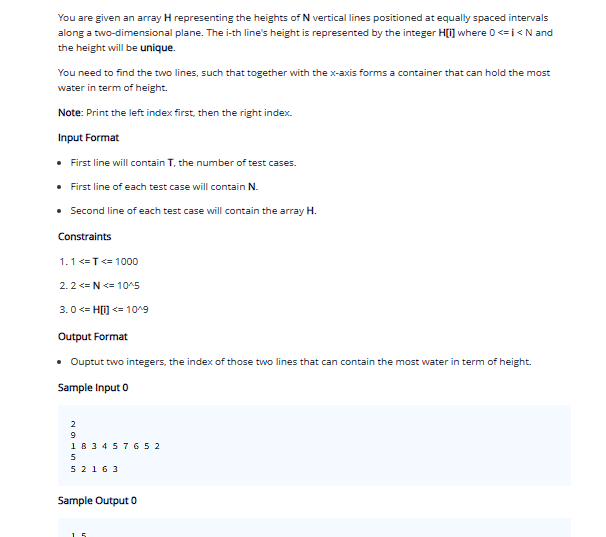 You are given an array H representing the heights of N vertical lines positioned at equally spaced intervals
along a two-dimensional plane. The i-th line's height is represented by the integer H[i] where 0 <= i < N and
the height will be unique.
You need to find the two lines, such that together with the x-axis forms a container that can hold the most
water in term of height.
Note: Print the left index first, then the right index.
Input Format
• First line will contain T, the number of test cases.
• First line of each test case will contain N.
• Second line of each test case will contain the array H.
Constraints
1. 1 <= T <= 1000
2. 2 <= N <= 10^5
3. 0 <= H[i] <= 10^9
Output Format
• Ouptut two integers, the index of those two lines that can contain the most water in term of height.
Sample Input 0
2
9
1 8 3 4 5 7 6 5 2
5
5 2 1 6 3
Sample Output 0
1 5